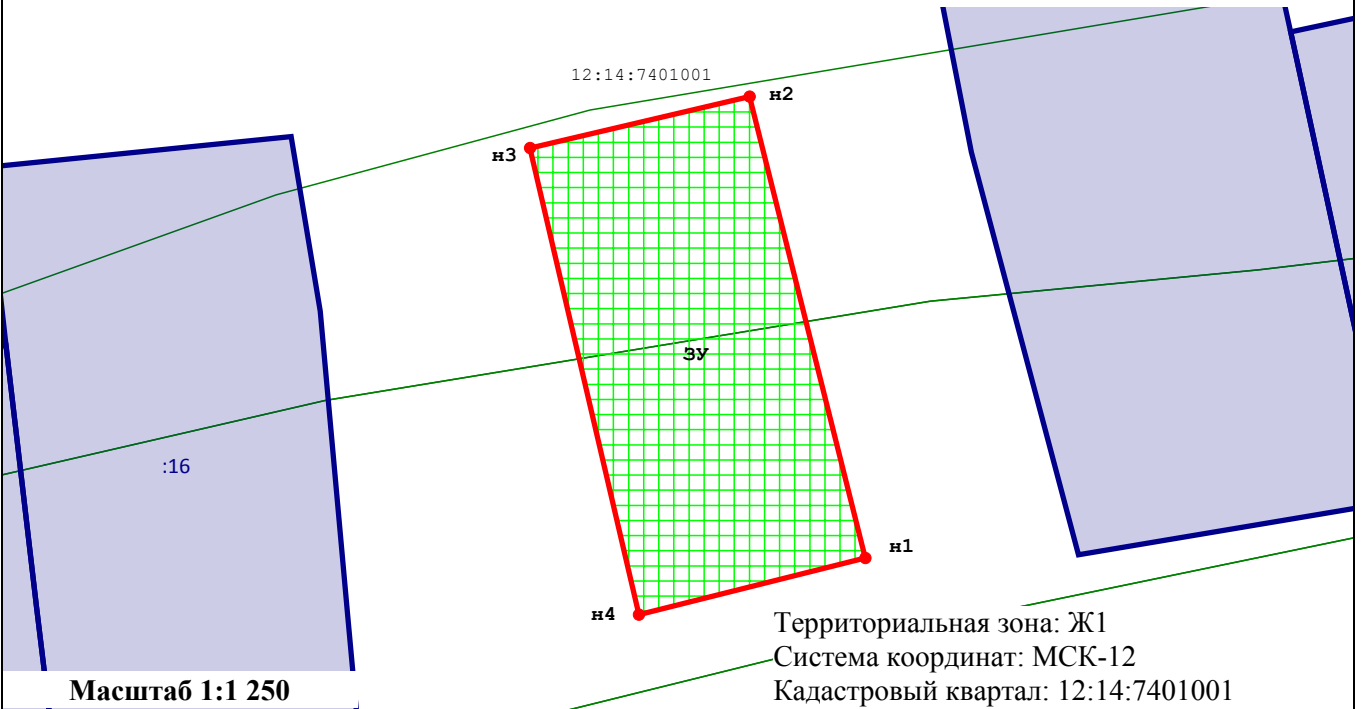 12:14:7401001
н2
н3
ЗУ
:16
н1
н4
Территориальная зона: Ж1
Система координат: МСК-12
Масштаб 1:1 250
Кадастровый квартал: 12:14:7401001